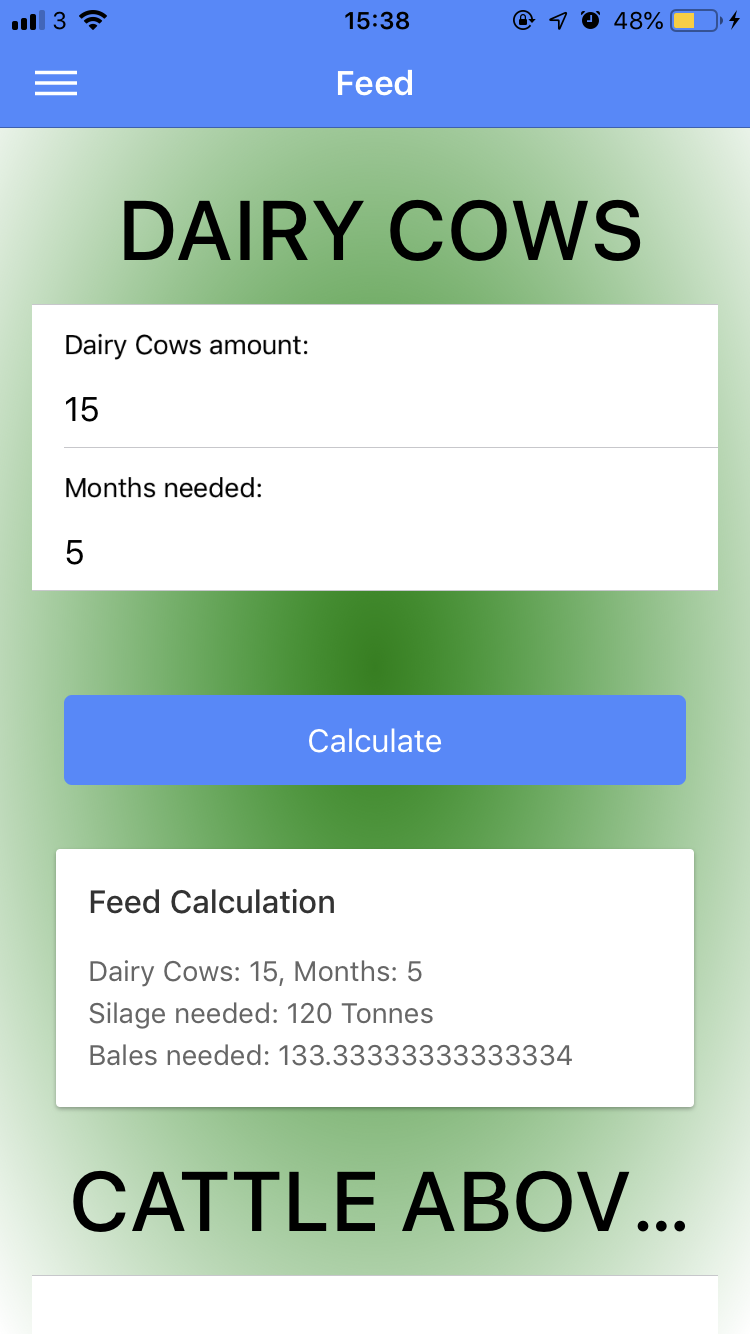 3 15:38 48%
Feed
DAIRY COWS
Dairy Cows amount:
15
Months needed:
5
Calculate
Feed Calculation
Dairy Cows: 15, Months: 5
Silage needed: 120 Tonnes
Bales needed: 133.33333333333334
CATTLE ABOV...